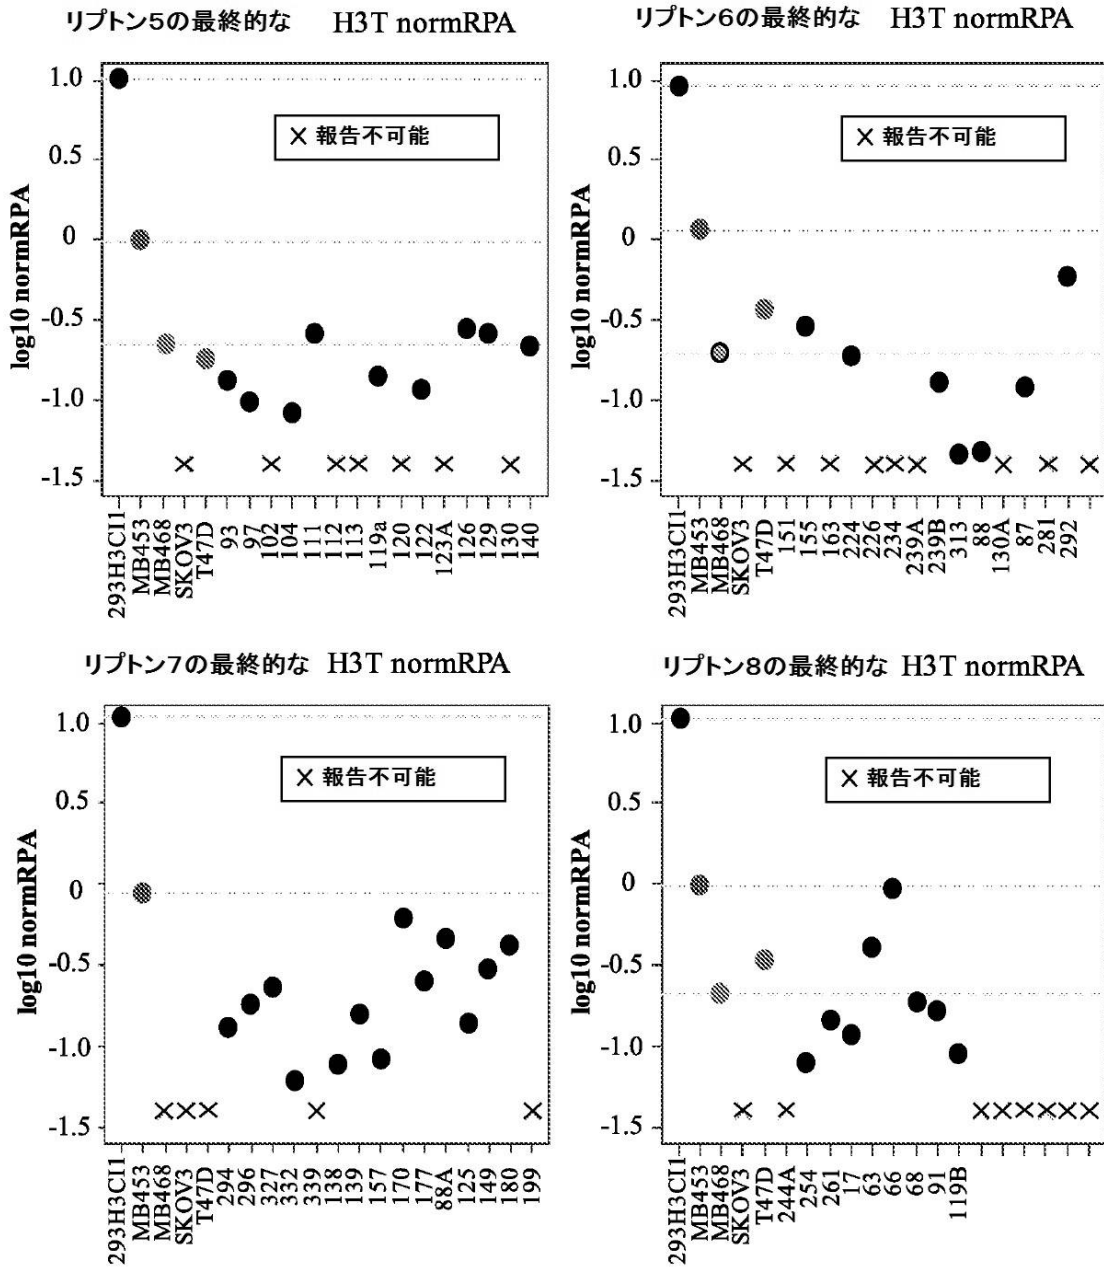 リプトン5の最終的な H3T normRPA
1.0
0.5
0
-0.5
-1.0
-1.5
log10 normRPA
× 報告不可能
293H3CI1
MB453
MB468
SKOV3
T47D
93
97
102
104
111
112
113
119a
120
122
123A
126
129
130
140
リプトン6の最終的な H3T normRPA
1.0
0.5
0
-0.5
-1.0
-1.5
log10 normRPA
× 報告不可能
293H3CI1
MB453
MB468
SKOV3
T47D
151
155
163
224
226
234
239A
239B
313
88
130A
87
281
292
リプトン7の最終的な H3T normRPA
1.0
0.5
0
-0.5
-1.0
-1.5
log10 normRPA
× 報告不可能
293H3CI1
MB453
MB468
SKOV3
T47D
294
296
327
332
339
138
139
157
170
177
88A
125
149
180
199
リプトン8の最終的な H3T normRPA
1.0
0.5
0
-0.5
-1.0
-1.5
log10 normRPA
× 報告不可能
293H3CI1
MB453
MB468
SKOV3
T47D
244A
254
261
17
63
66
68
91
119B